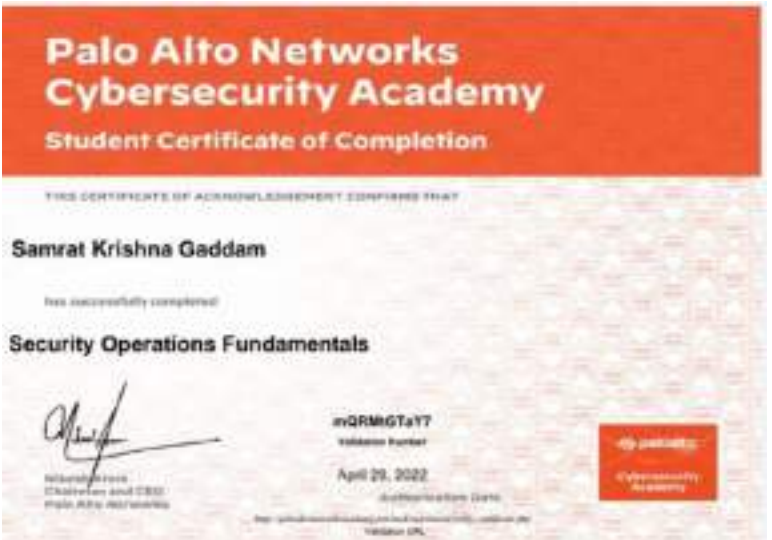 Palo Alto Networks
Cybersecurity Academy
Student Certificate of Completion
THIS CERTIFICATE OF ACKNOWLEDGEMENT CONFIRMS THAT
Samrat Krishna Gaddam
has successfully completed
Security Operations Fundamentals
Validation Number
April 29, 2022
Authorization Date
Chairman and CEO
Palo Alto Networks
paloalto
Cybersecurity
Academy
Validation URL